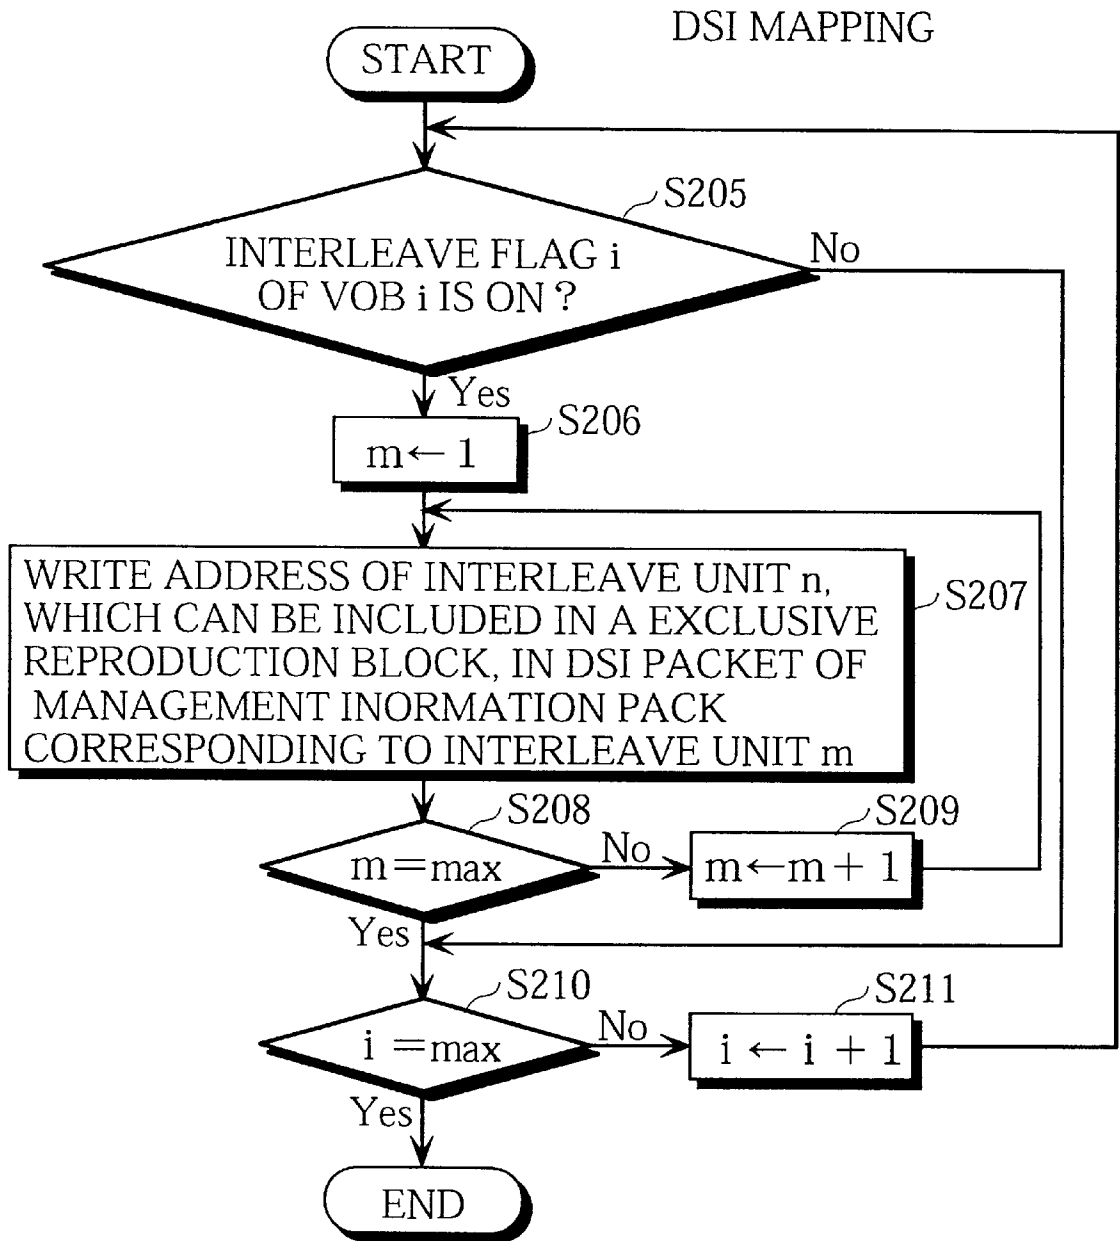 DSI MAPPING
START
S205
INTERLEAVE FLAG i
OF VOB i IS ON ?
No
Yes
S206
m←1
WRITE ADDRESS OF INTERLEAVE UNIT n,
WHICH CAN BE INCLUDED IN A EXCLUSIVE
REPRODUCTION BLOCK, IN DSI PACKET OF
MANAGEMENT INORMATION PACK
CORRESPONDING TO INTERLEAVE UNIT m
S207
S208
m=max
No
S209
m←m + 1
Yes
S210
i =max
No
S211
i ← i + 1
Yes
END